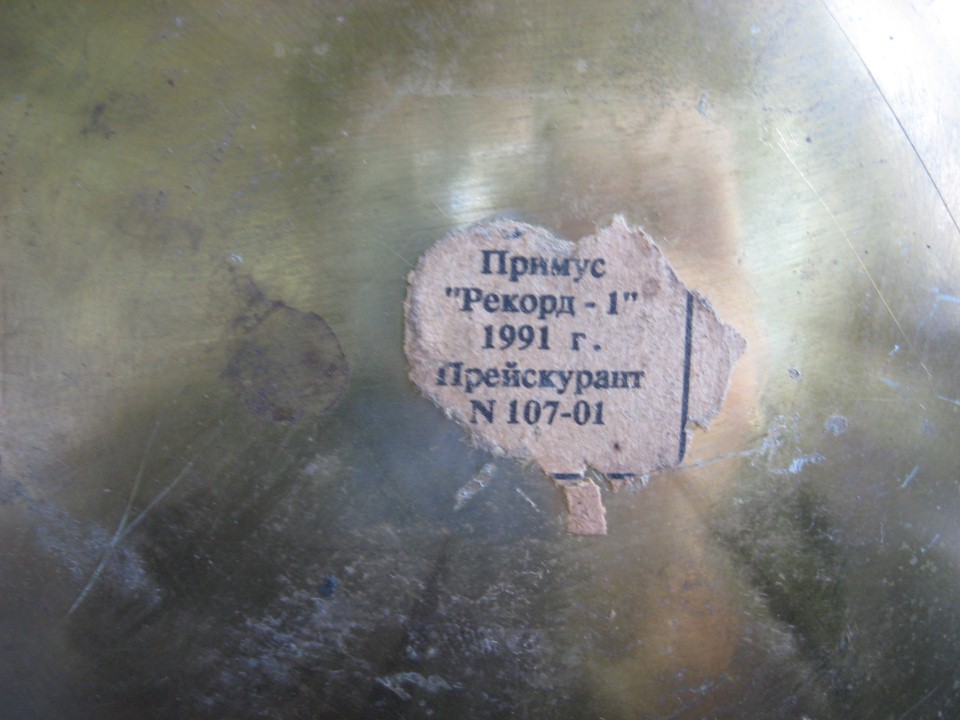 Примус
"Рекорд - 1"
1991 г.
Прейскурант
N 107-01